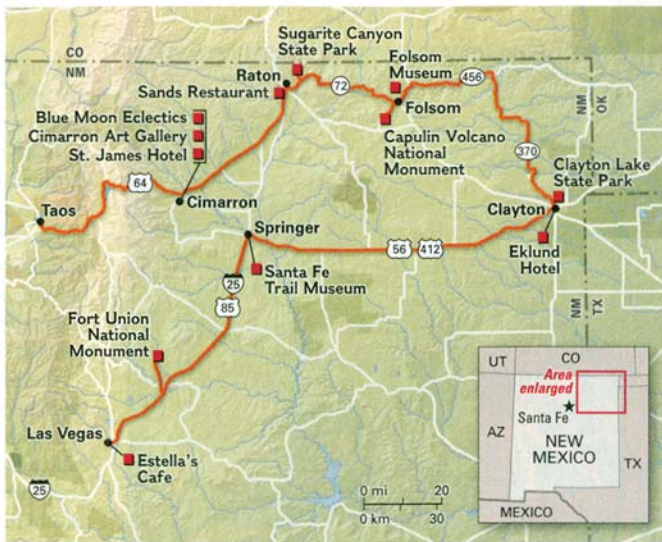 CO
NM
Sugarite Canyon
State Park
Raton
Sands Restaurant
72
Folsom
Museum
456
Folsom
Capulin Volcano
National
Monument
NM
OK
370
Clayton Lake
State Park
Clayton
Eklund
Hotel
Blue Moon Eclectics
Cimarron Art Gallery
St. James Hotel
64
Taos
Cimarron
Springer
56
412
Santa Fe
Trail Museum
25
85
NM
TX
Fort Union
National
Monument
Las Vegas
Estella's
Cafe
25
0 mi 20
0 km 30
UT
CO
Area
enlarged
Santa Fe
AZ
NEW
MEXICO
TX
MEXICO